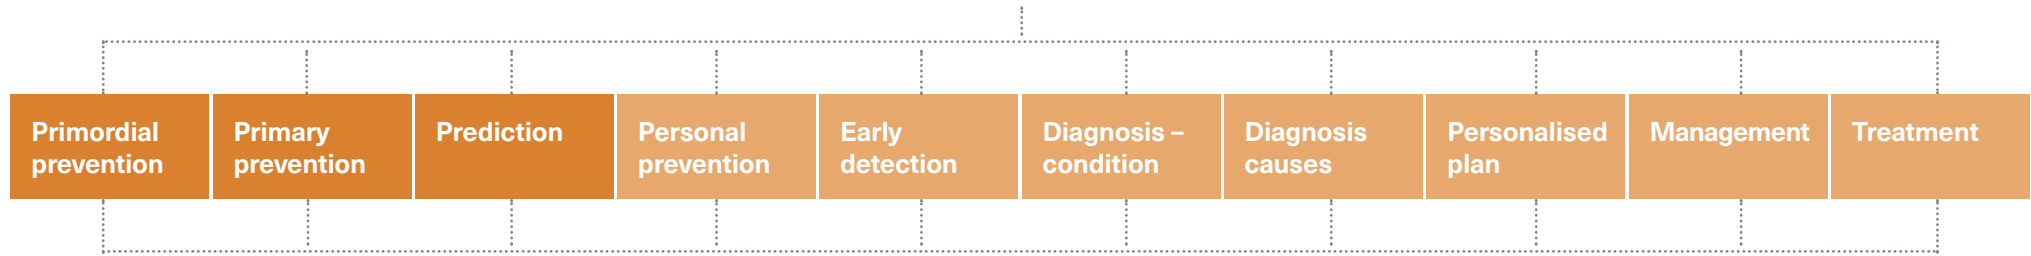 Primordial
prevention
Primary
prevention
Prediction
Personal
prevention
Early
detection
Diagnosis –
condition
Diagnosis
causes
Personalised
plan
Management
Treatment